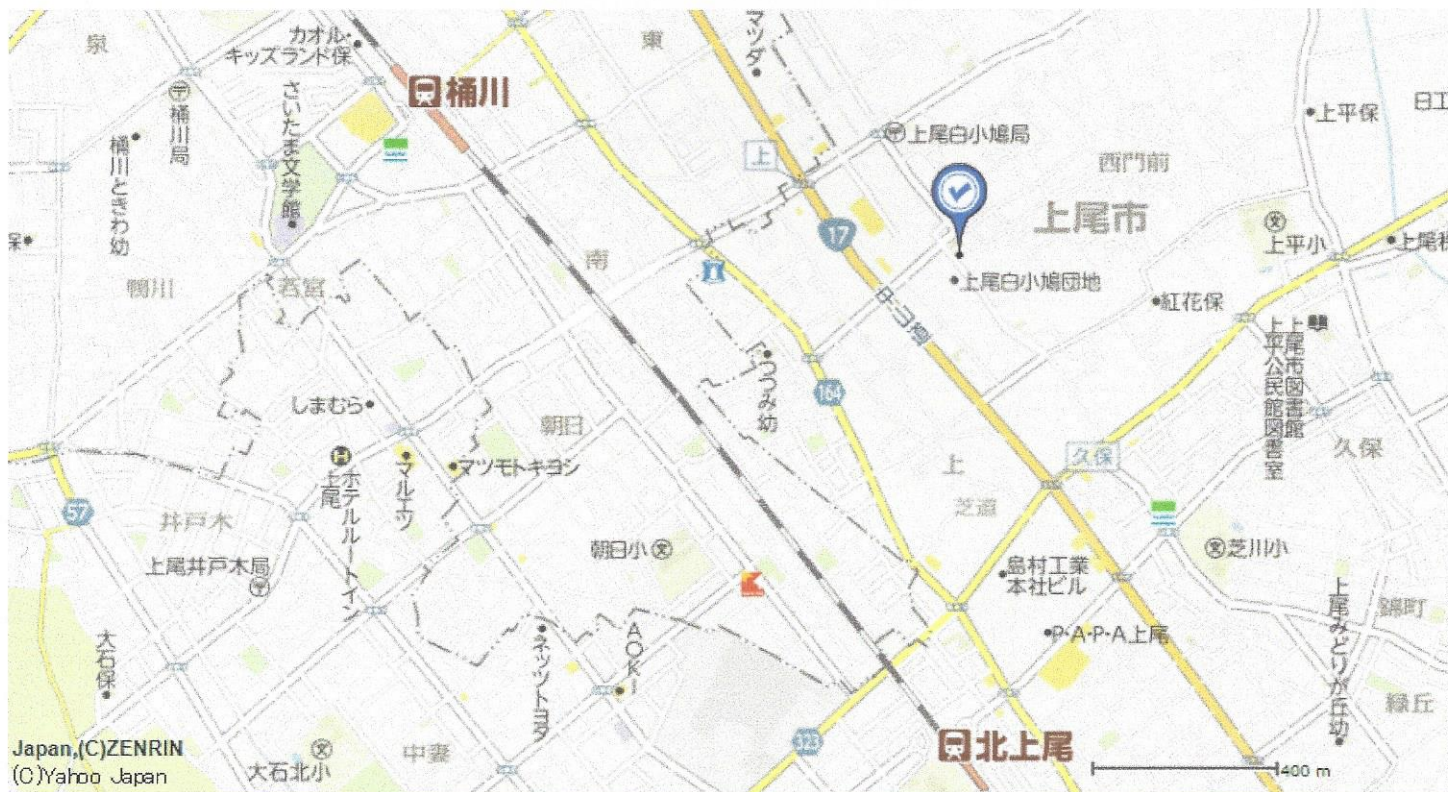 泉
カオル・
キッズランド保
東
マツダ
桶川
桶川局
さいたま文学館
桶川ときわ幼
上
上尾白小鳩局
上平保
日工
西門前
上尾市
17
上平小
保
鴨川
若宮
南
上尾白小鳩団地
紅花保
つつみ幼
164
上尾市図書館
上平公民館図書室
しまむら
朝日
ホテルルートイン
上尾
マルエツ
マツモトキヨシ
上
久保
久保
57
井戸木
芝道
上尾井戸木局
朝日小
島村工業
本社ビル
芝川小
錦町
P・A・P・A上尾
上尾みどりが丘幼
大石保
ネッツトヨタ
AOKI
緑丘
323
北上尾
中妻
大石北小
Japan,(C)ZENRIN
(C)Yahoo Japan
400 m